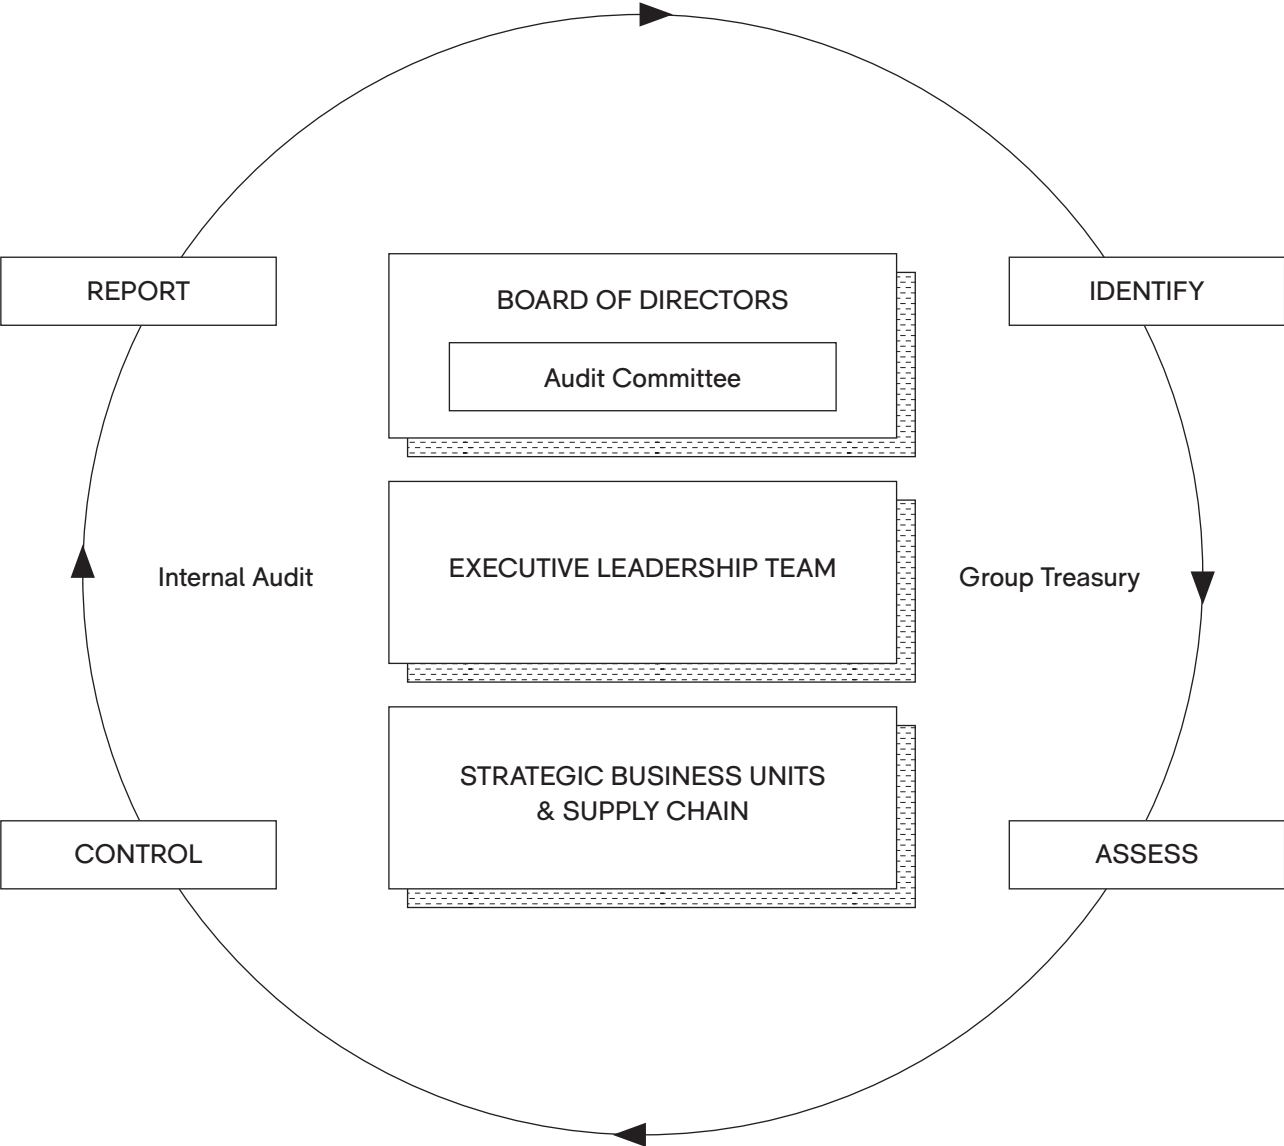 REPORT
IDENTIFY
BOARD OF DIRECTORS
Audit Committee
Internal Audit
EXECUTIVE LEADERSHIP TEAM
Group Treasury
STRATEGIC BUSINESS UNITS
& SUPPLY CHAIN
CONTROL
ASSESS